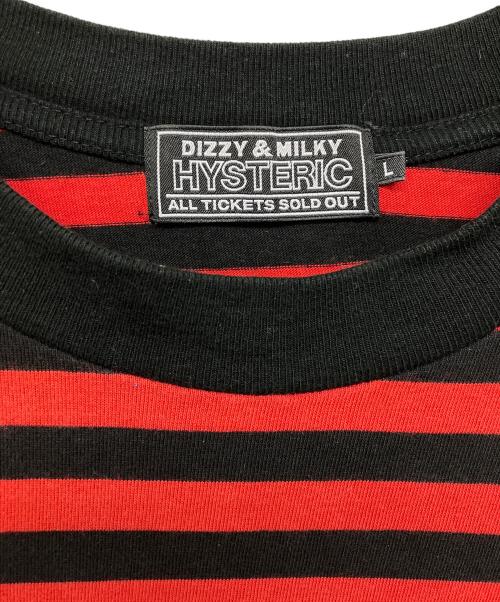 DIZZY & MILKY
HYSTERIC
ALL TICKETS SOLD OUT
L